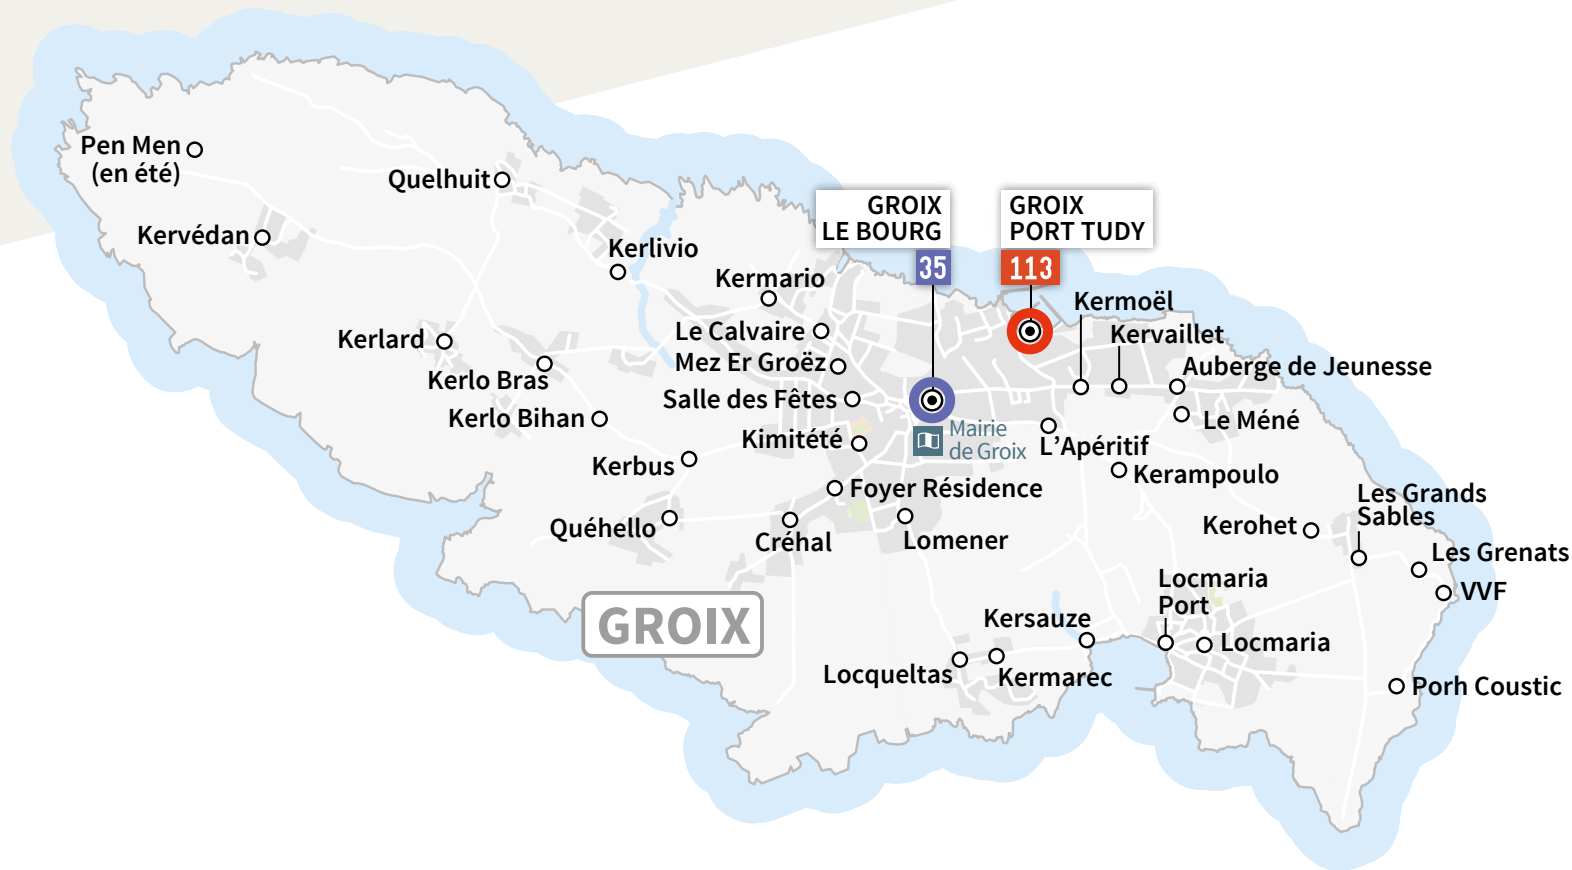 Pen Men
(en été)
Quelhuit
Kervédan
GROIX
LE BOURG
35
GROIX
PORT TUDY
113
Kerlivio
Kermario
Kermoël
Kerlard
Le Calvaire
Kervaillet
Mez Er Groëz
Auberge de Jeunesse
Kerlo Bras
Salle des Fêtes
Kerlo Bihan
Le Méné
Mairie
de Groix
Kimitété
L'Apéritif
Kerbus
Kerampoulo
Foyer Résidence
Les Grands
Sables
Quéhello
Créhal
Lomener
Kerohet
Les Grenats
VVF
Locmaria
Port
GROIX
Kersauze
Locmaria
Locqueltas
Kermarec
Porh Coustic